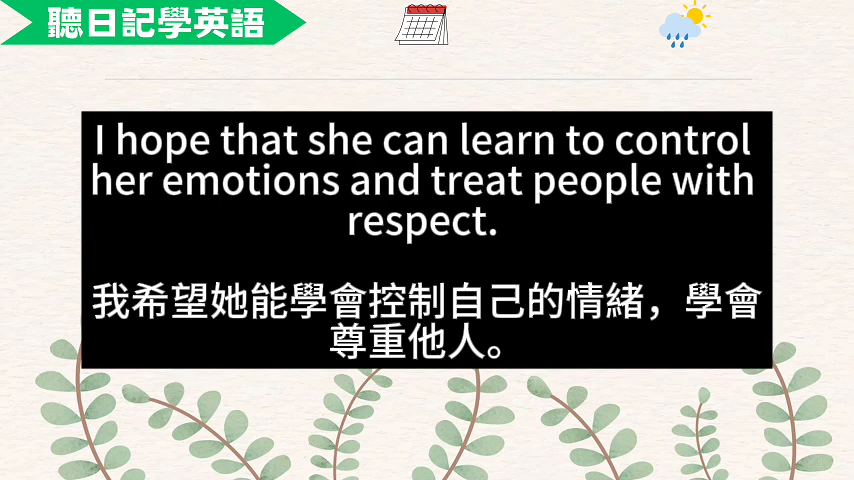 聽日記學英語
I hope that she can learn to control
her emotions and treat people with
respect.
我希望她能學會控制自己的情緒，學會
尊重他人。